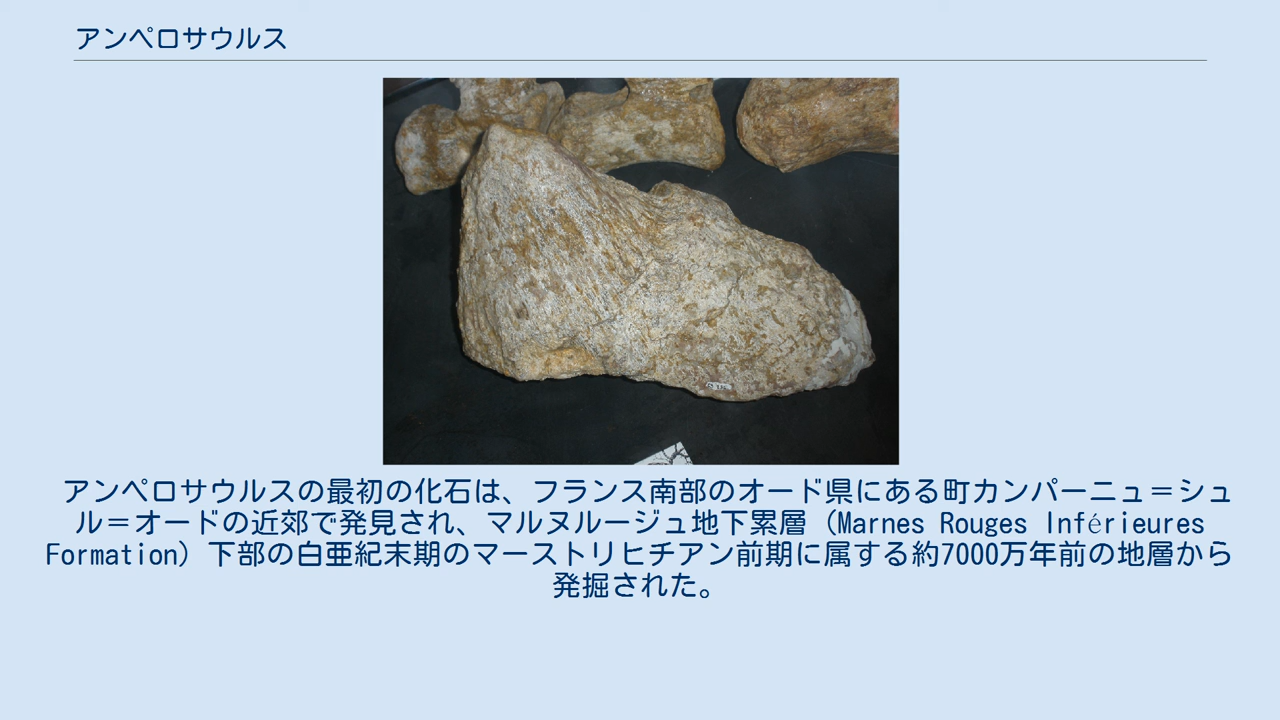 アンペロサウルス
アンペロサウルスの最初の化石は、フランス南部のオード県にある町カンパーニュ＝シュ
ル＝オードの近郊で発見され、マルヌルージュ地下累層（Marnes Rouges Inférieures
Formation）下部の白亜紀末期のマーストリヒチアン前期に属する約7000万年前の地層から
発掘された。